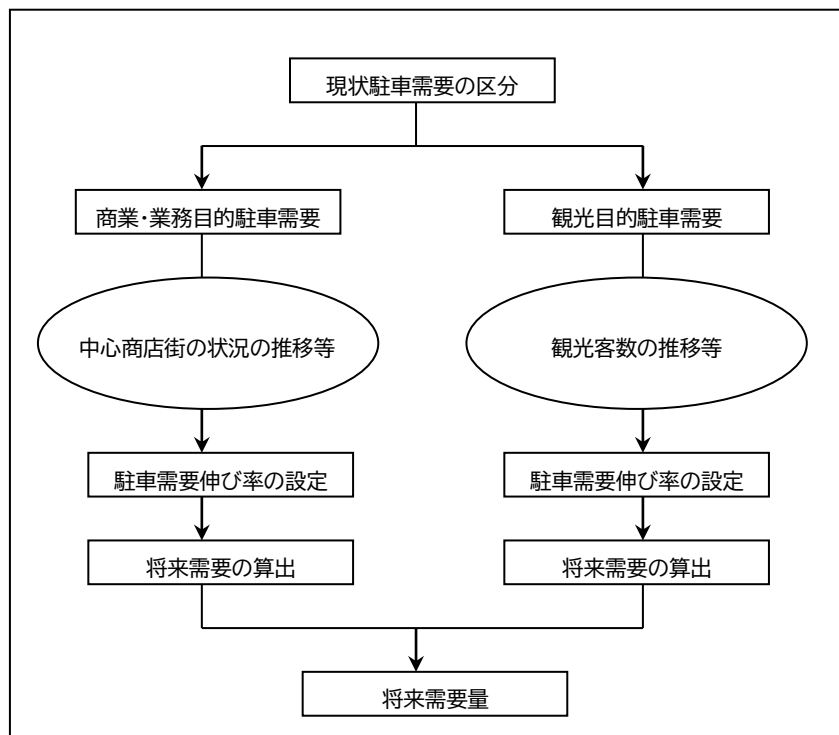 現状駐車需要の区分
商業・業務目的駐車需要
観光目的駐車需要
中心商店街の状況の推移等
観光客数の推移等
駐車需要伸び率の設定
駐車需要伸び率の設定
将来需要の算出
将来需要の算出
将来需要量